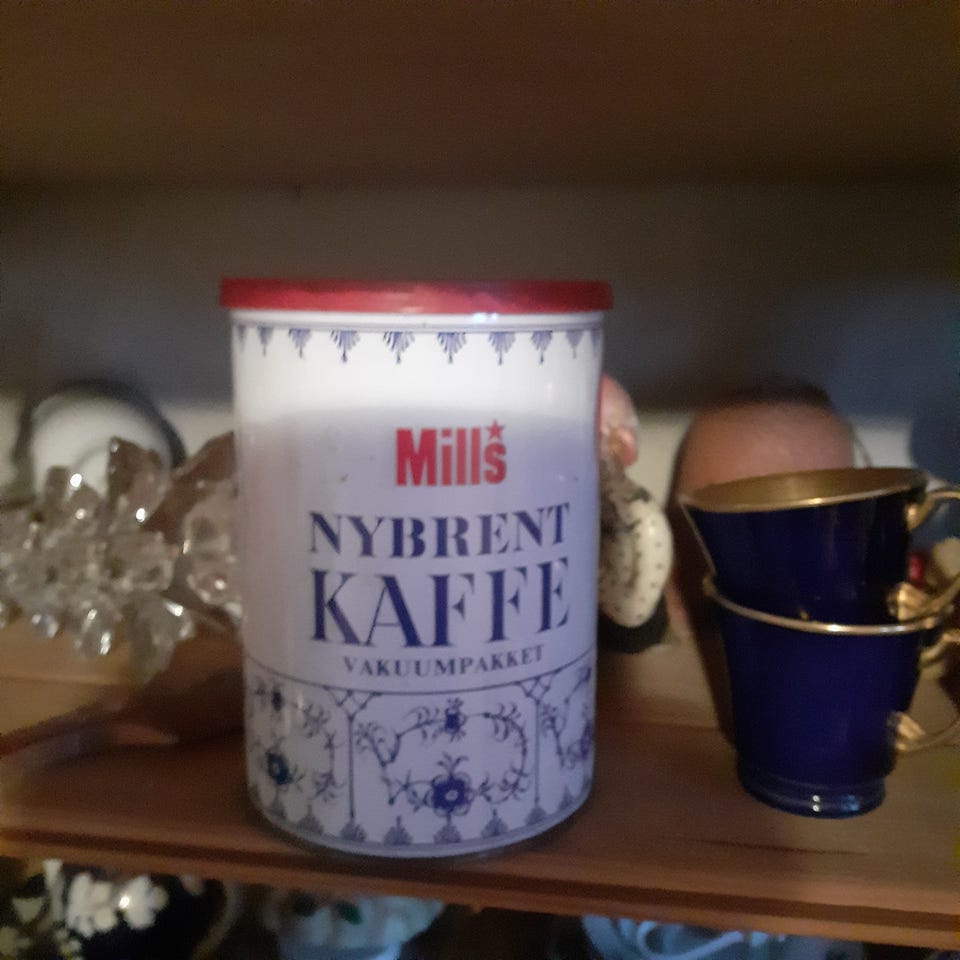 Mills
NYBRENT
KAFFE
VAKUUMPAKKET